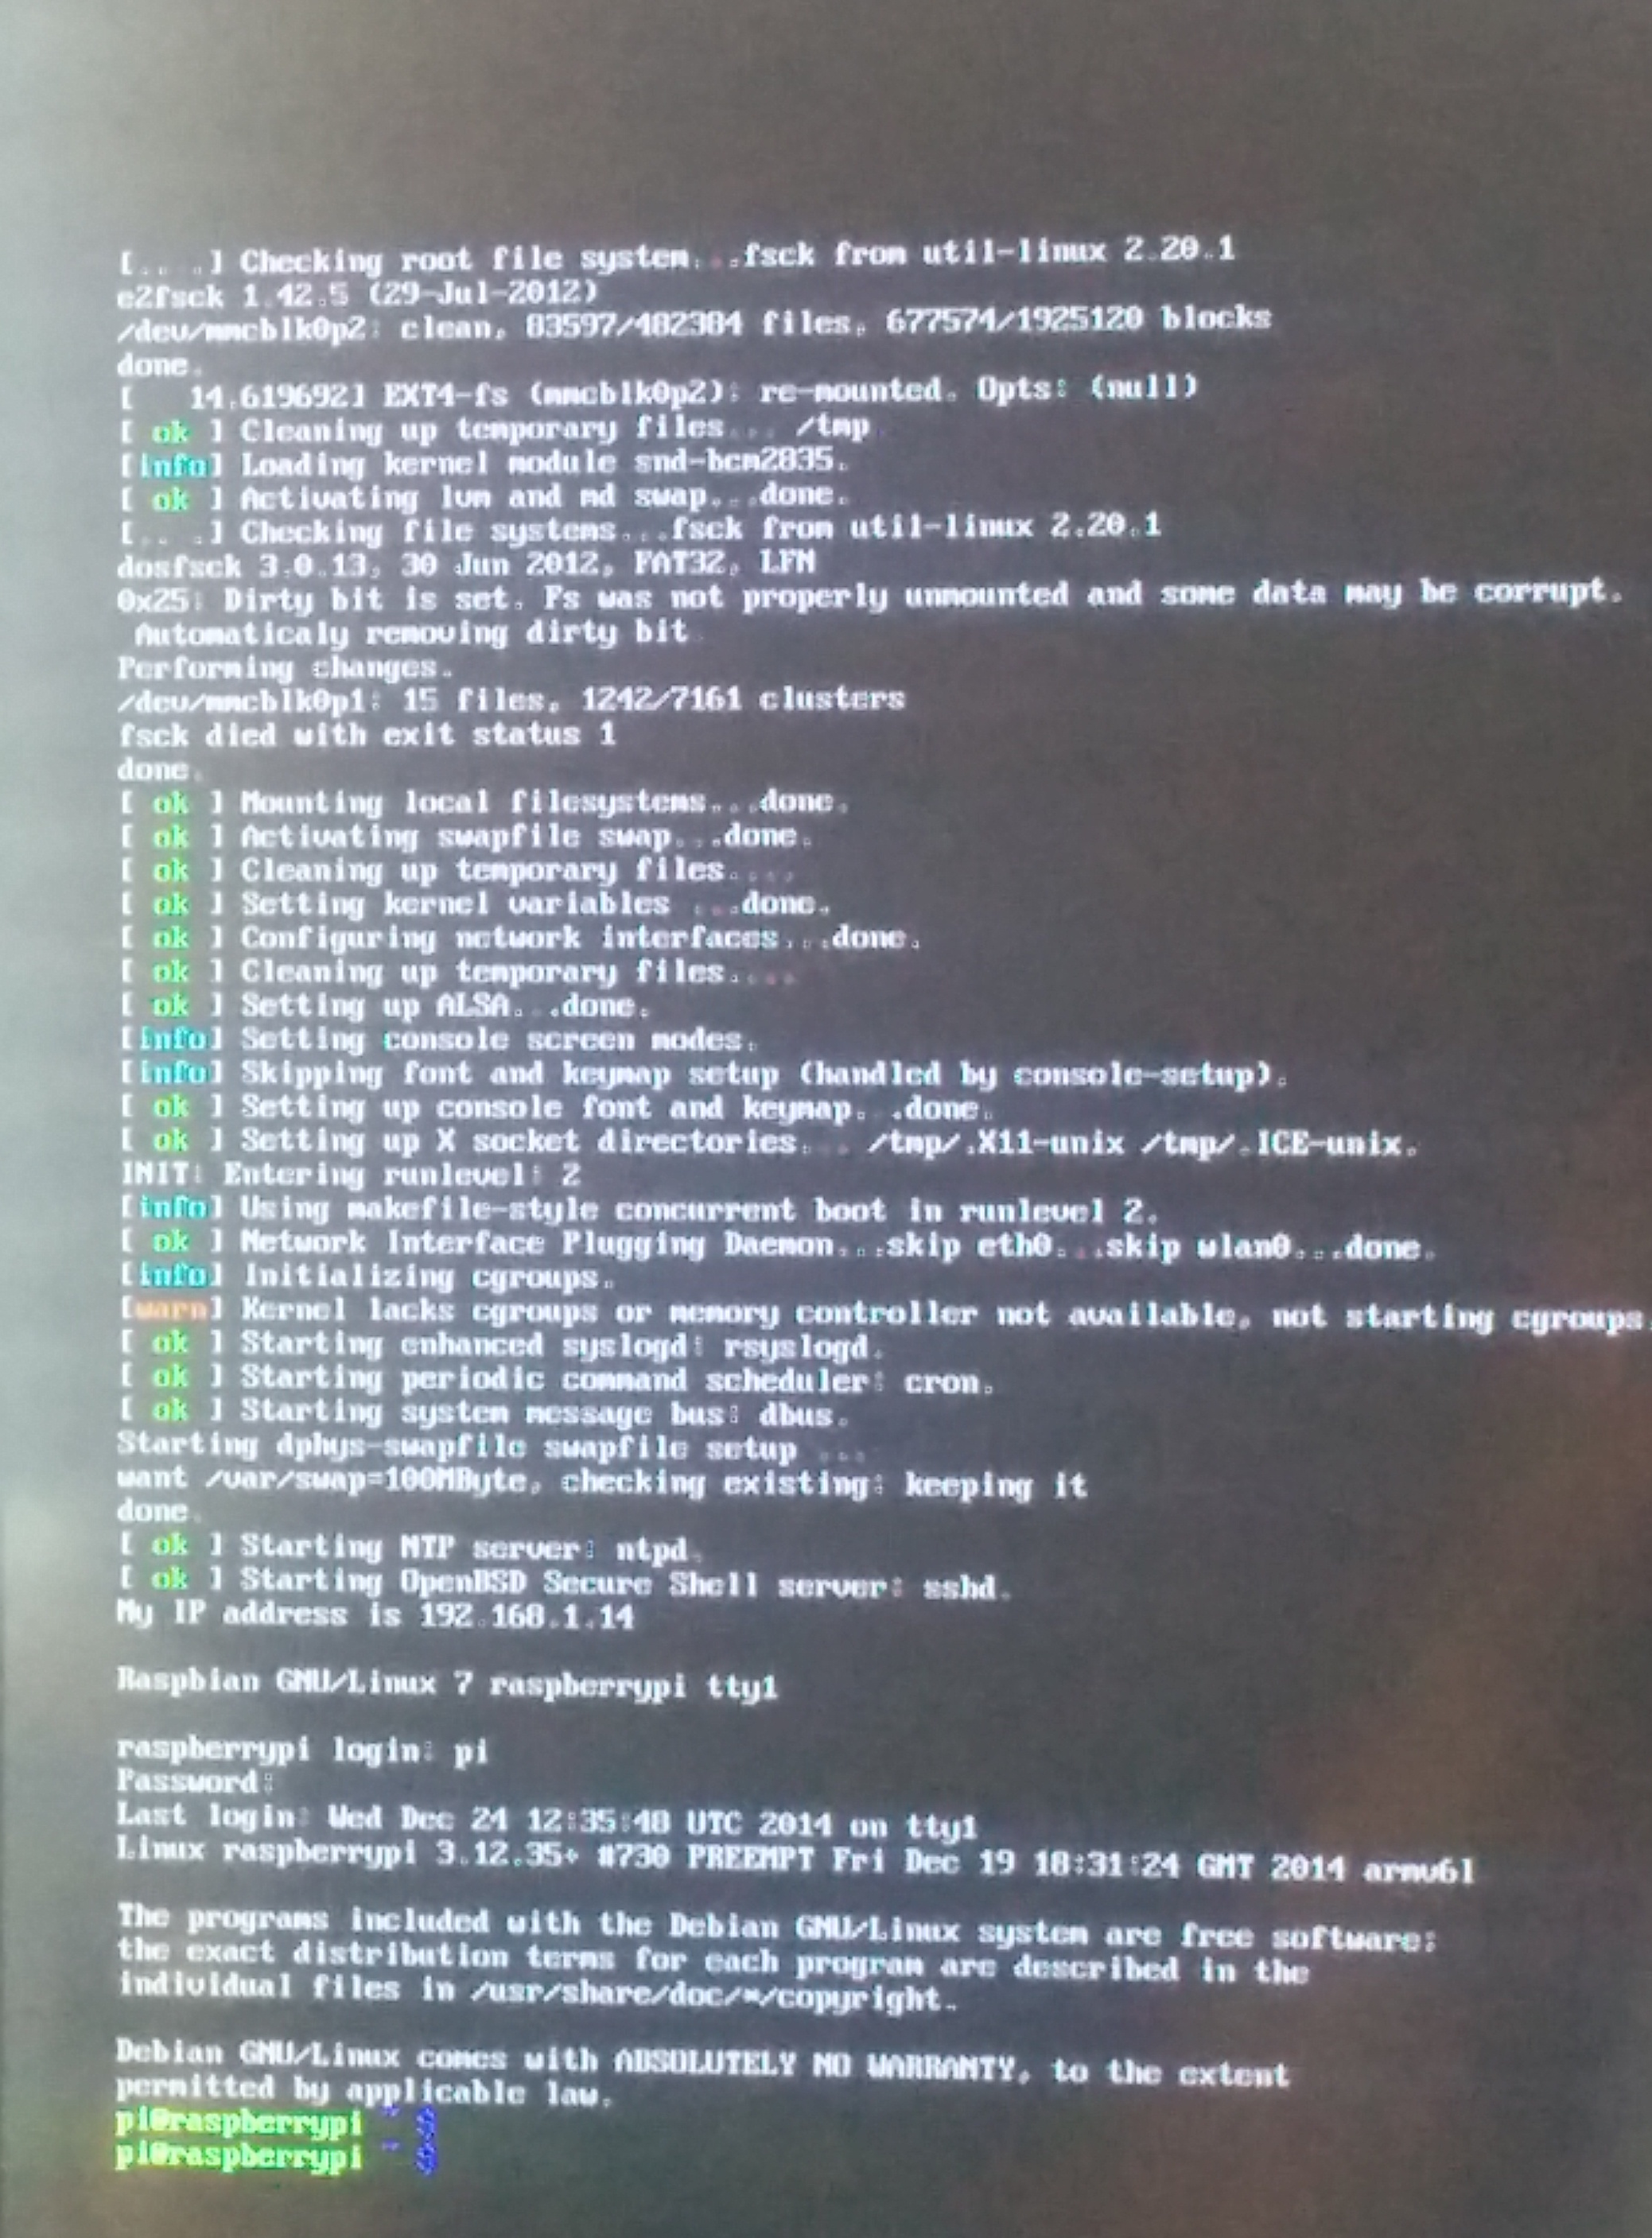 [....] Checking root file system...fsck from util-linux 2.20.1
e2fsck 1.42.5 (29-Jul-2012)
/dev/mmcblk0p2: clean, 83597/482384 files, 677574/1925120 blocks
done.
[   14.619692] EXT4-fs (mmcblk0p2): re-mounted. Opts: (null)
[ ok ] Cleaning up temporary files... /tmp.
[info] Loading kernel module snd-bcm2835.
[ ok ] Activating lvm and md swap...done.
[....] Checking file systems...fsck from util-linux 2.20.1
dosfsck 3.0.13, 30 Jun 2012, FAT32, LFN
0x25: Dirty bit is set. Fs was not properly unmounted and some data may be corrupt.
 Automaticaly removing dirty bit.
Performing changes.
/dev/mmcblk0p1: 15 files, 1242/7161 clusters
fsck died with exit status 1
done.
[ ok ] Mounting local filesystems...done.
[ ok ] Activating swapfile swap...done.
[ ok ] Cleaning up temporary files....
[ ok ] Setting kernel variables ...done.
[ ok ] Configuring network interfaces...done.
[ ok ] Cleaning up temporary files....
[ ok ] Setting up ALSA...done.
[info] Setting console screen modes.
[info] Skipping font and keymap setup (handled by console-setup).
[ ok ] Setting up console font and keymap...done.
[ ok ] Setting up X socket directories... /tmp/.X11-unix /tmp/.ICE-unix.
INIT: Entering runlevel: 2
[info] Using makefile-style concurrent boot in runlevel 2.
[ ok ] Network Interface Plugging Daemon...skip eth0...skip wlan0...done.
[info] Initializing cgroups.
[warn] Kernel lacks cgroups or memory controller not available, not starting cgroups.
[ ok ] Starting enhanced syslogd: rsyslogd.
[ ok ] Starting periodic command scheduler: cron.
[ ok ] Starting system message bus: dbus.
Starting dphys-swapfile swapfile setup ...
want /var/swap=100MByte, checking existing: keeping it
done.
[ ok ] Starting NTP server: ntpd.
[ ok ] Starting OpenBSD Secure Shell server: sshd.
My IP address is 192.168.1.14

Raspbian GNU/Linux 7 raspberrypi tty1

raspberrypi login: pi
Password:
Last login: Wed Dec 24 12:35:48 UTC 2014 on tty1
Linux raspberrypi 3.12.35+ #730 PREEMPT Fri Dec 19 18:31:24 GMT 2014 armv6l

The programs included with the Debian GNU/Linux system are free software;
the exact distribution terms for each program are described in the
individual files in /usr/share/doc/*/copyright.

Debian GNU/Linux comes with ABSOLUTELY NO WARRANTY, to the extent
permitted by applicable law.
pi@raspberrypi ~ $
pi@raspberrypi ~ $